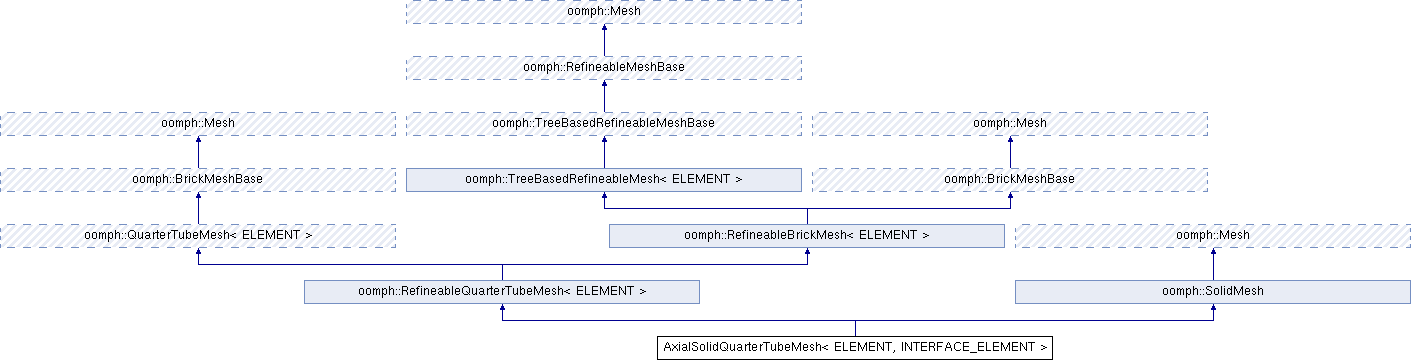 oomph::Mesh
oomph::RefineableMeshBase
oomph::Mesh
oomph::TreeBasedRefineableMeshBase
oomph::Mesh
oomph::BrickMeshBase
oomph::TreeBasedRefineableMesh< ELEMENT >
oomph::BrickMeshBase
oomph::QuarterTubeMesh< ELEMENT >
oomph::RefineableBrickMesh< ELEMENT >
oomph::Mesh
oomph::RefineableQuarterTubeMesh< ELEMENT >
oomph::SolidMesh
AxialSolidQuarterTubeMesh< ELEMENT, INTERFACE_ELEMENT >